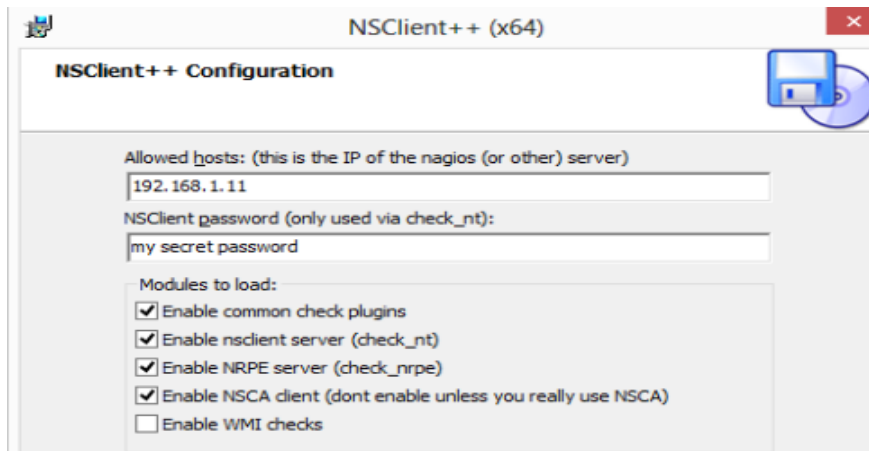 NSClient++ (x64)
NSClient++ Configuration
Allowed hosts: (this is the IP of the nagios (or other) server)
192.168.1.11
NSClient password (only used via check_nt):
my secret password
Modules to load:
Enable common check plugins
Enable nsclient server (check_nt)
Enable NRPE server (check_nrpe)
Enable NSCA client (dont enable unless you really use NSCA)
Enable WMI checks